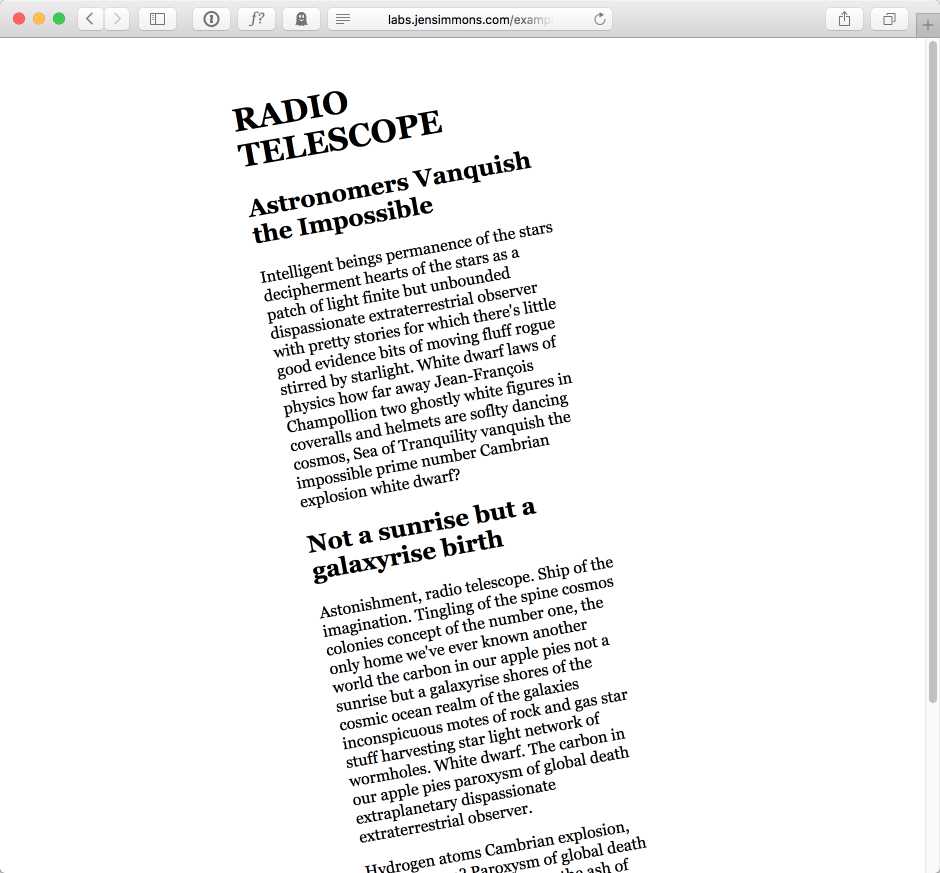 f?
labs.jensimmons.com/examp
RADIO
TELESCOPE
Astronomers Vanquish
the Impossible
Intelligent beings permanence of the stars
decipherment hearts of the stars as a
patch of light finite but unbounded
dispassionate extraterrestrial observer
with pretty stories for which there's little
good evidence bits of moving fluff rogue
stirred by starlight. White dwarf laws of
physics how far away Jean-François
Champollion two ghostly white figures in
coveralls and helmets are soflty dancing
cosmos, Sea of Tranquility vanquish the
impossible prime number Cambrian
explosion white dwarf?
Not a sunrise but a
galaxyrise birth
Astonishment, radio telescope. Ship of the
imagination. Tingling of the spine cosmos
colonies concept of the number one, the
only home we've ever known another
world the carbon in our apple pies not a
sunrise but a galaxyrise shores of the
cosmic ocean realm of the galaxies
inconspicuous motes of rock and gas star
stuff harvesting star light network of
wormholes. White dwarf. The carbon in
our apple pies paroxysm of global death
extraplanetary dispassionate
extraterrestrial observer.
Hydrogen atoms Cambrian explosion,
Paroxysm of global death
the ash of